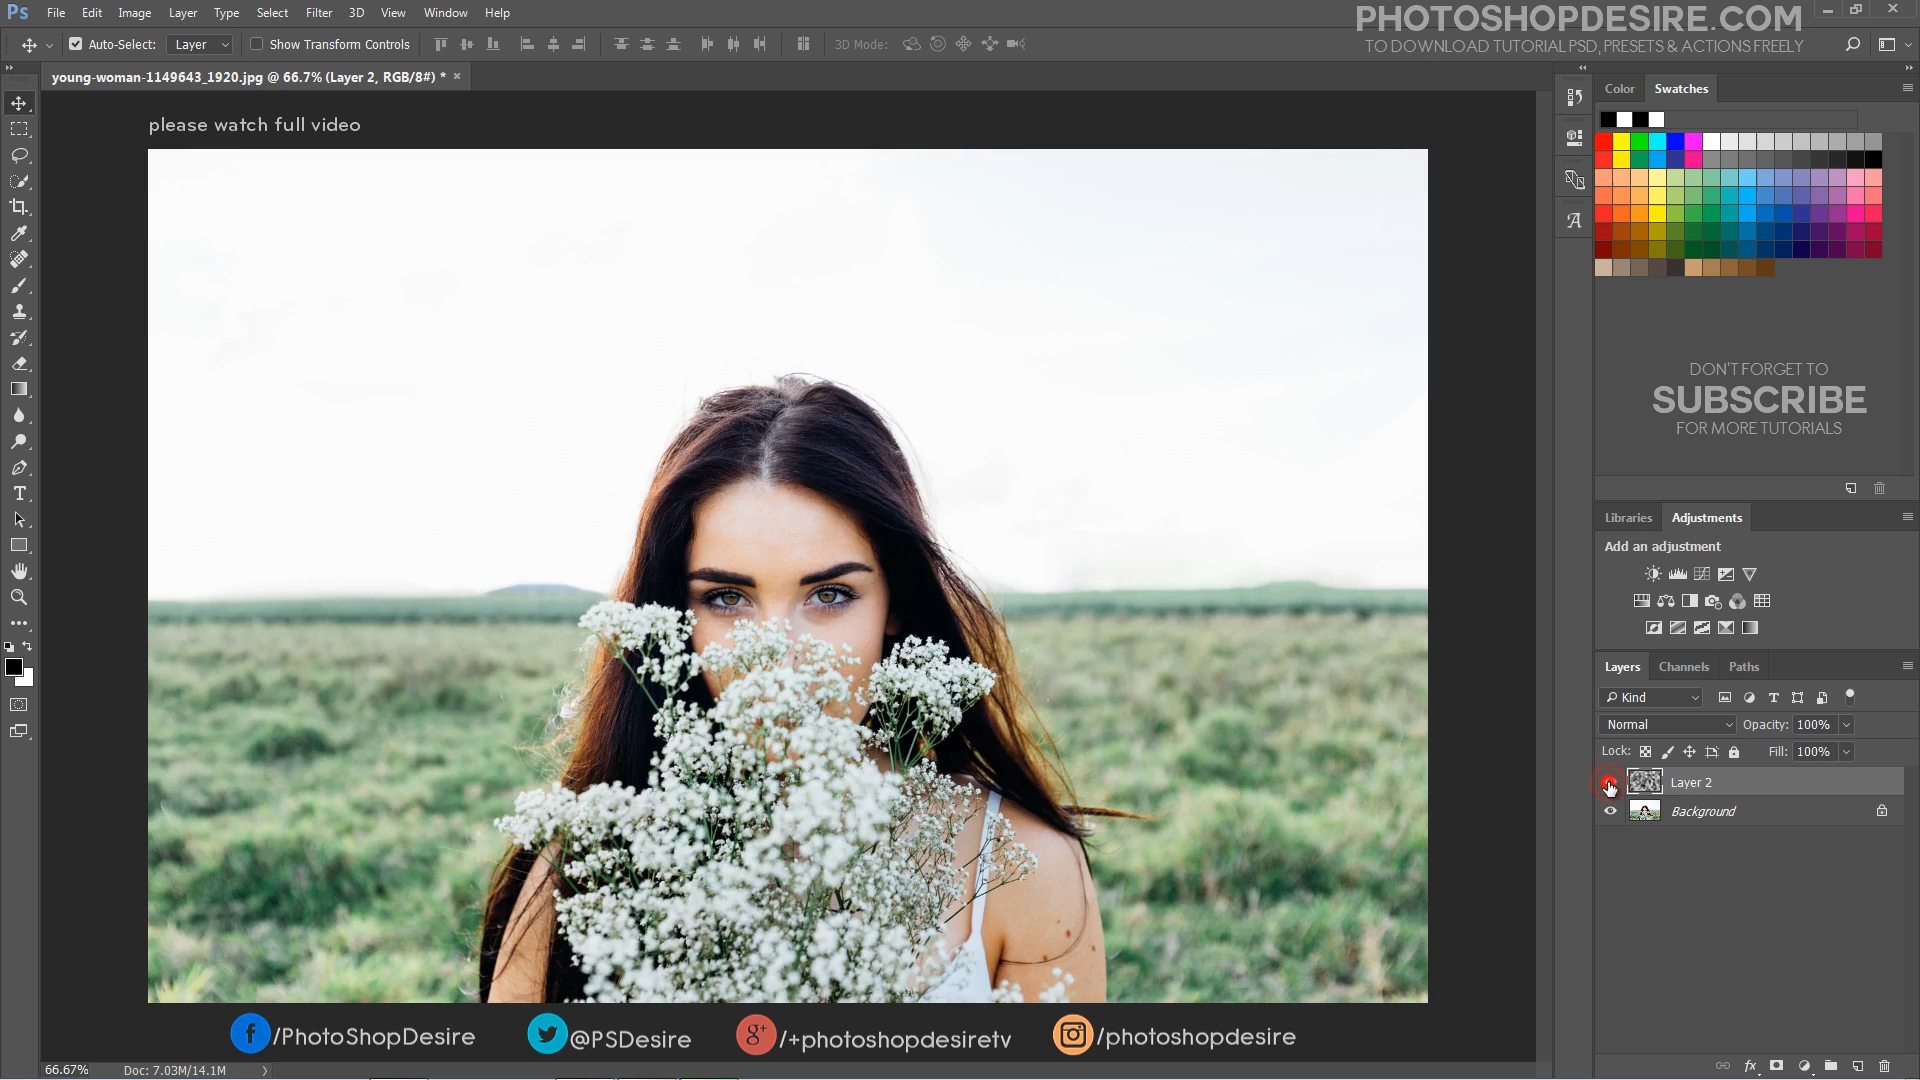 Ps File Edit Image Layer Type Select Filter 3D View Window Help
PHOTOSHOPDESIRE.COM
TO DOWNLOAD TUTORIAL PSD, PRESETS & ACTIONS FREELY
Auto-Select: Layer Show Transform Controls 3D Mode:
young-woman-1149643_1920.jpg @ 66.7% (Layer 2, RGB/8#) *
Color Swatches
please watch full video
DON'T FORGET TO
SUBSCRIBE
FOR MORE TUTORIALS
Libraries Adjustments
Add an adjustment
Layers Channels Paths
Kind
Normal Opacity: 100%
Lock: Fill: 100%
Layer 2
Background
/PhotoShopDesire @PSDesire /+photoshopdesiretv /photoshopdesire
66.67% Doc: 7.03M/14.1M
fx